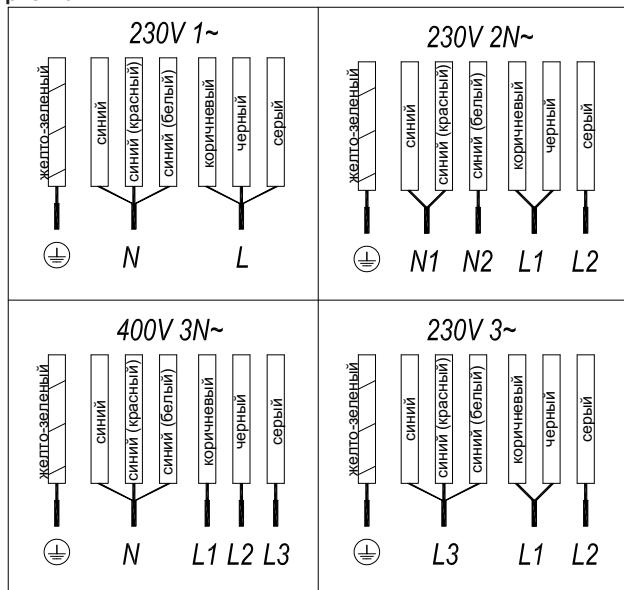 230V 1~
желто-зеленый
синий
синий (красный)
синий (белый)
коричневый
черный
серый
N
L
230V 2N~
желто-зеленый
синий
синий (красный)
синий (белый)
коричневый
черный
серый
N1
N2
L1
L2
400V 3N~
желто-зеленый
синий
синий (красный)
синий (белый)
коричневый
черный
серый
N
L1
L2
L3
230V 3~
желто-зеленый
синий
синий (красный)
синий (белый)
коричневый
черный
серый
L3
L1
L2